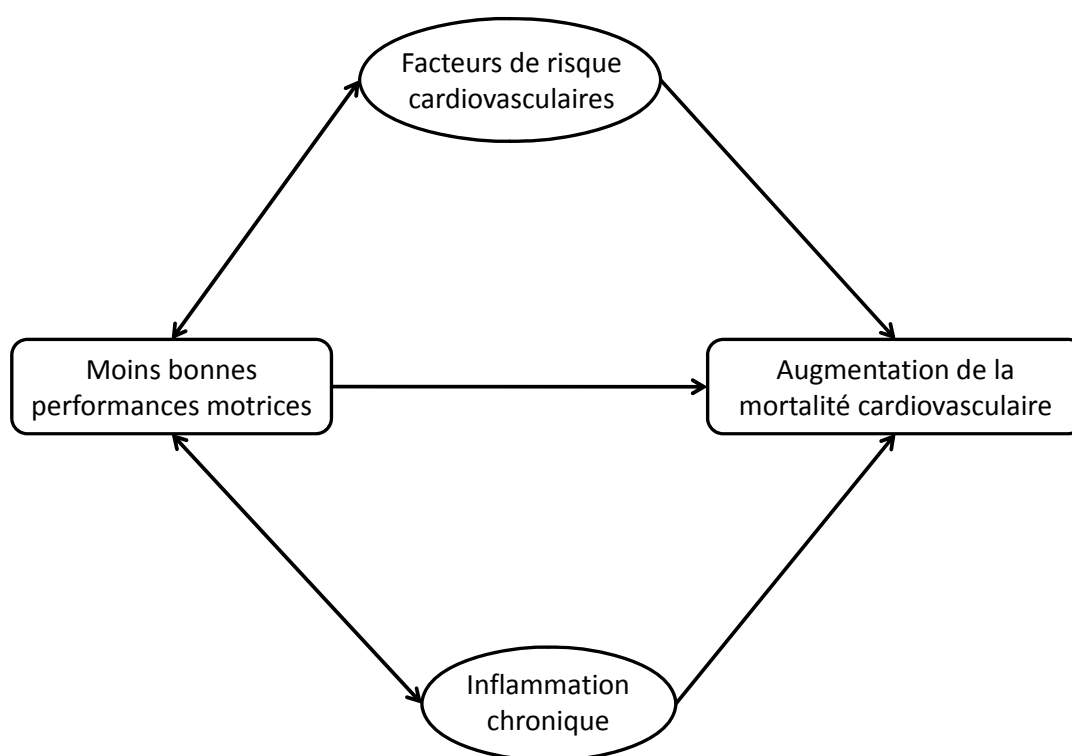 Facteurs de risque
cardiovasculaires
Moins bonnes
performances motrices
Augmentation de la
mortalité cardiovasculaire
Inflammation
chronique